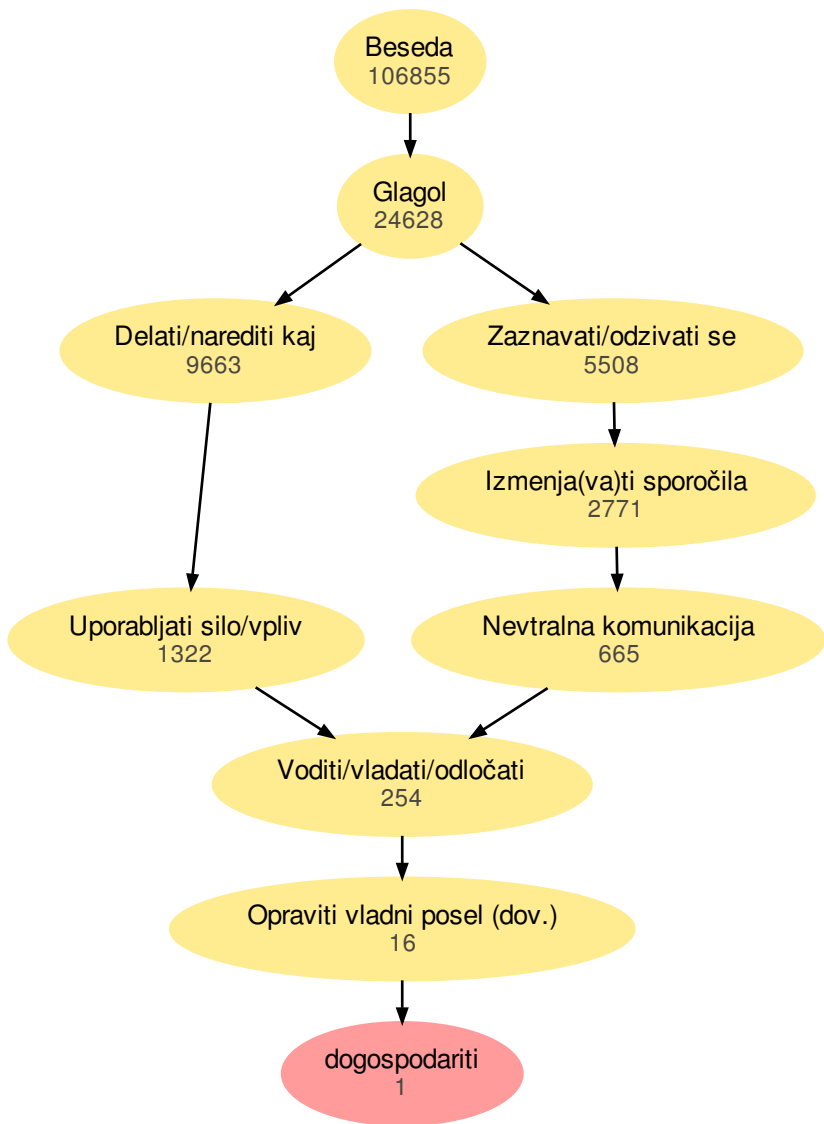 Beseda
106855
Glagol
24628
Delati/narediti kaj
9663
Zaznavati/odzivati se
5508
Izmenja(va)ti sporočila
2771
Uporabljati silo/vpliv
1322
Nevtralna komunikacija
665
Voditi/vladati/odločati
254
Opraviti vladni posel (dov.)
16
dogospodariti
1